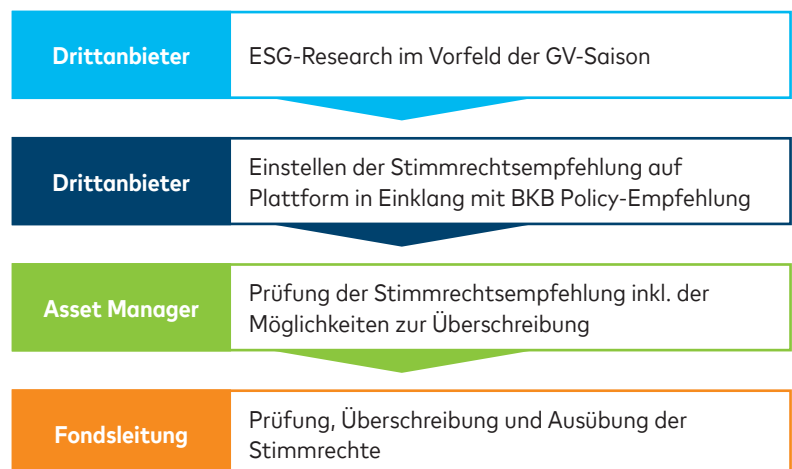 Drittanbieter
ESG-Research im Vorfeld der GV-Saison
Drittanbieter
Einstellen der Stimmrechtsempfehlung auf
Plattform in Einklang mit BKB Policy-Empfehlung
Asset Manager
Prüfung der Stimmrechtsempfehlung inkl. der
Möglichkeiten zur Überschreibung
Fondsleitung
Prüfung, Überschreibung und Ausübung der
Stimmrechte